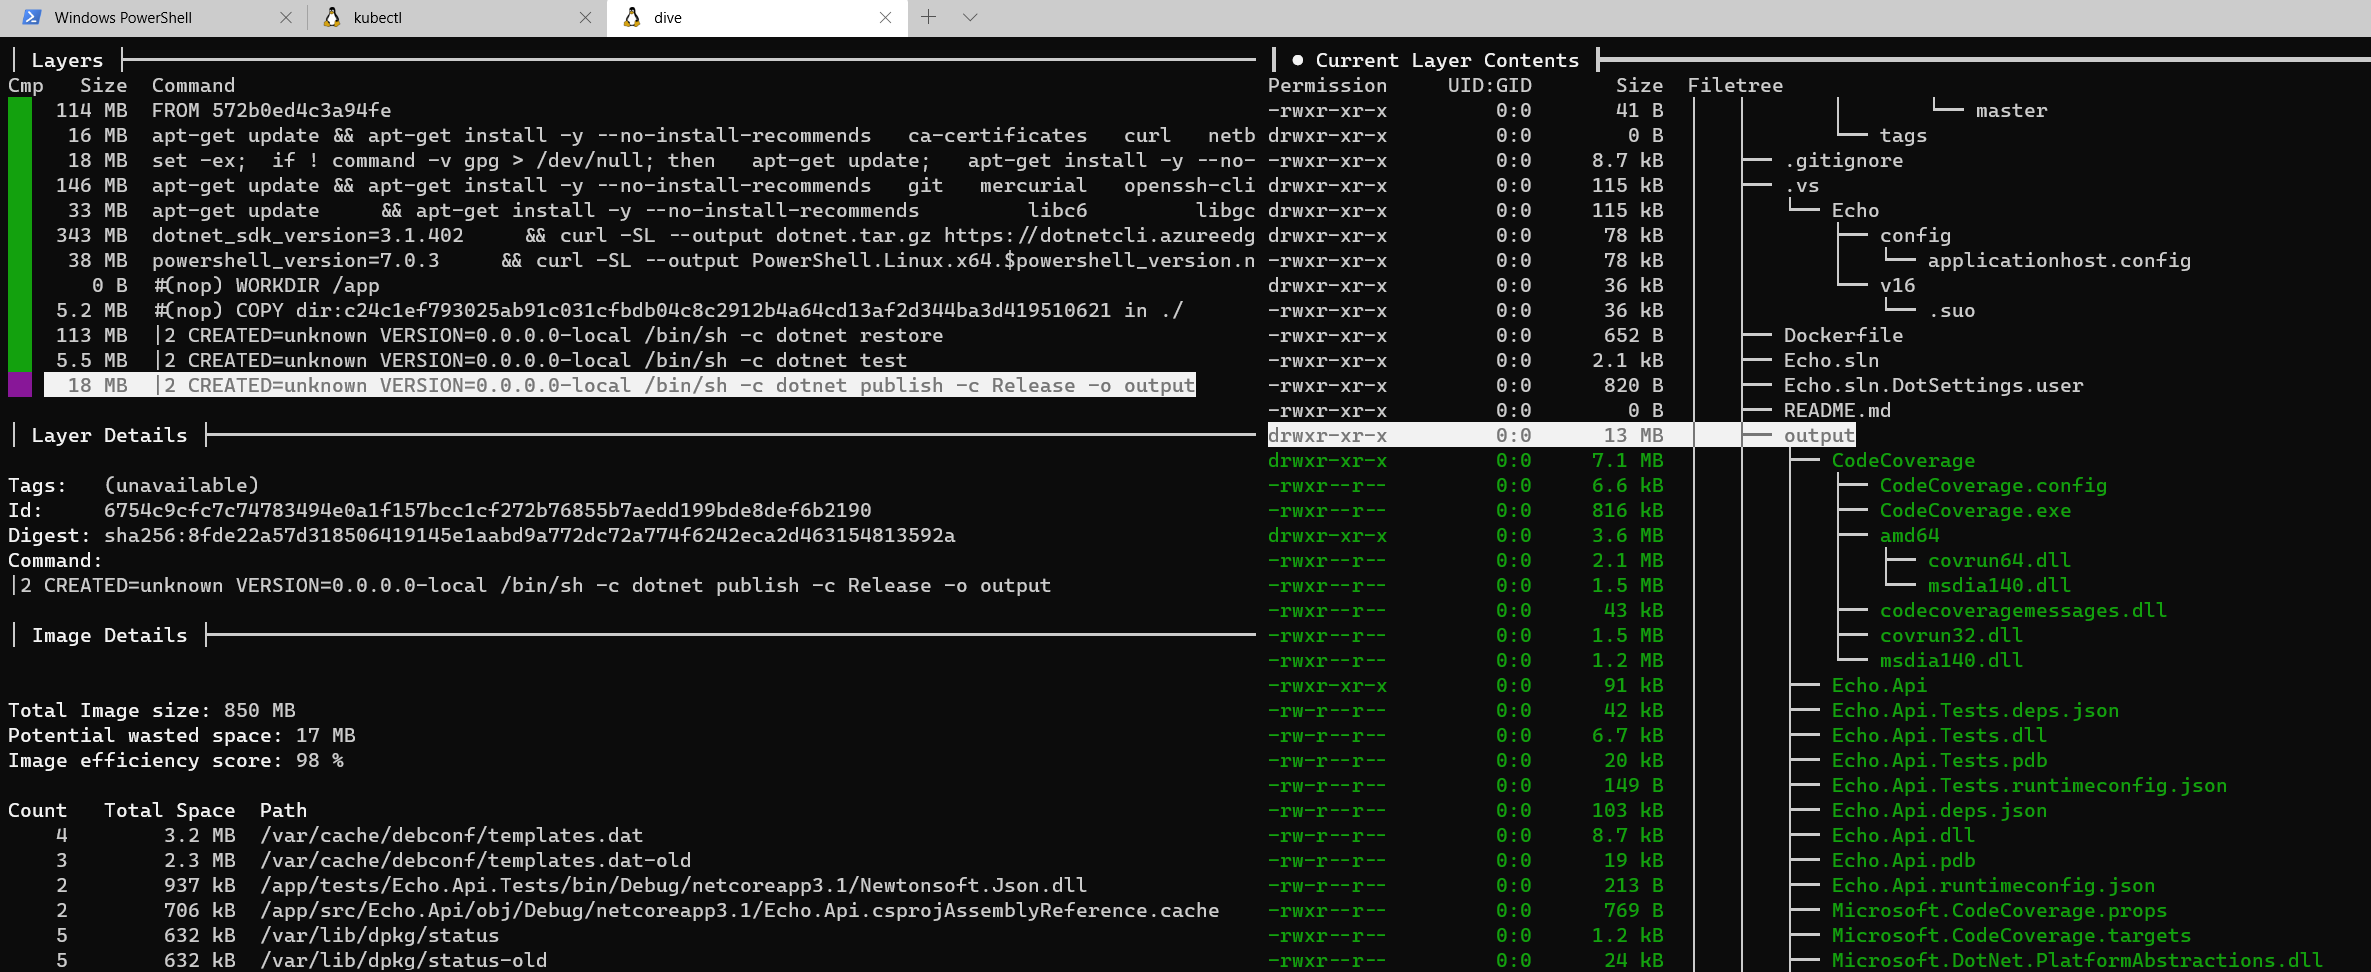 Windows PowerShell
kubectl
dive
Layers
Cmp Size Command
114 MB FROM 572b0ed4c3a94fe
16 MB apt-get update && apt-get install -y --no-install-recommends ca-certificates curl netb
18 MB set -ex; if ! command -v gpg > /dev/null; then apt-get update; apt-get install -y --no-
146 MB apt-get update && apt-get install -y --no-install-recommends git mercurial openssh-cli
33 MB apt-get update && apt-get install -y --no-install-recommends libc6 libgc
343 MB dotnet_sdk_version=3.1.402 && curl -SL --output dotnet.tar.gz https://dotnetcli.azureedg
38 MB powershell_version=7.0.3 && curl -SL --output PowerShell.Linux.x64.$powershell_version.n
0 B #(nop) WORKDIR /app
5.2 MB #(nop) COPY dir:c24c1ef793025ab91c031cfbdb04c8c2912b4a64cd13af2d344ba3d419510621 in ./
113 MB |2 CREATED=unknown VERSION=0.0.0.0-local /bin/sh -c dotnet restore
5.5 MB |2 CREATED=unknown VERSION=0.0.0.0-local /bin/sh -c dotnet test
18 MB |2 CREATED=unknown VERSION=0.0.0.0-local /bin/sh -c dotnet publish -c Release -o output
Layer Details
Tags: (unavailable)
Id: 6754c9cfc7c74783494e0a1f157bcc1cf272b76855b7aedd199bde8def6b2190
Digest: sha256:8fde22a57d318506419145e1aabd9a772dc72a774f6242eca2d463154813592a
Command:
|2 CREATED=unknown VERSION=0.0.0.0-local /bin/sh -c dotnet publish -c Release -o output
Image Details
Total Image size: 850 MB
Potential wasted space: 17 MB
Image efficiency score: 98 %
Count Total Space Path
4 3.2 MB /var/cache/debconf/templates.dat
3 2.3 MB /var/cache/debconf/templates.dat-old
2 937 kB /app/tests/Echo.Api.Tests/bin/Debug/netcoreapp3.1/Newtonsoft.Json.dll
2 706 kB /app/src/Echo.Api/obj/Debug/netcoreapp3.1/Echo.Api.csprojAssemblyReference.cache
5 632 kB /var/lib/dpkg/status
5 632 kB /var/lib/dpkg/status-old
● Current Layer Contents
Permission UID:GID Size Filetree
-rwxr-xr-x 0:0 41 B master
drwxr-xr-x 0:0 0 B tags
-rwxr-xr-x 0:0 8.7 kB .gitignore
drwxr-xr-x 0:0 115 kB .vs
drwxr-xr-x 0:0 115 kB Echo
drwxr-xr-x 0:0 78 kB config
-rwxr-xr-x 0:0 78 kB applicationhost.config
drwxr-xr-x 0:0 36 kB v16
-rwxr-xr-x 0:0 36 kB .suo
-rwxr-xr-x 0:0 652 B Dockerfile
-rwxr-xr-x 0:0 2.1 kB Echo.sln
-rwxr-xr-x 0:0 820 B Echo.sln.DotSettings.user
-rwxr-xr-x 0:0 0 B README.md
drwxr-xr-x 0:0 13 MB output
drwxr-xr-x 0:0 7.1 MB CodeCoverage
-rwxr--r-- 0:0 6.6 kB CodeCoverage.config
-rwxr--r-- 0:0 816 kB CodeCoverage.exe
drwxr-xr-x 0:0 3.6 MB amd64
-rwxr--r-- 0:0 2.1 MB covrun64.dll
-rwxr--r-- 0:0 1.5 MB msdia140.dll
-rwxr--r-- 0:0 43 kB codecoveragemessages.dll
-rwxr--r-- 0:0 1.5 MB covrun32.dll
-rwxr--r-- 0:0 1.2 MB msdia140.dll
-rwxr-xr-x 0:0 91 kB Echo.Api
-rw-r--r-- 0:0 42 kB Echo.Api.Tests.deps.json
-rw-r--r-- 0:0 6.7 kB Echo.Api.Tests.dll
-rw-r--r-- 0:0 20 kB Echo.Api.Tests.pdb
-rw-r--r-- 0:0 149 B Echo.Api.Tests.runtimeconfig.json
-rw-r--r-- 0:0 103 kB Echo.Api.deps.json
-rw-r--r-- 0:0 8.7 kB Echo.Api.dll
-rw-r--r-- 0:0 19 kB Echo.Api.pdb
-rw-r--r-- 0:0 213 B Echo.Api.runtimeconfig.json
-rwxr--r-- 0:0 769 B Microsoft.CodeCoverage.props
-rwxr--r-- 0:0 1.2 kB Microsoft.CodeCoverage.targets
-rwxr--r-- 0:0 24 kB Microsoft.DotNet.PlatformAbstractions.dll